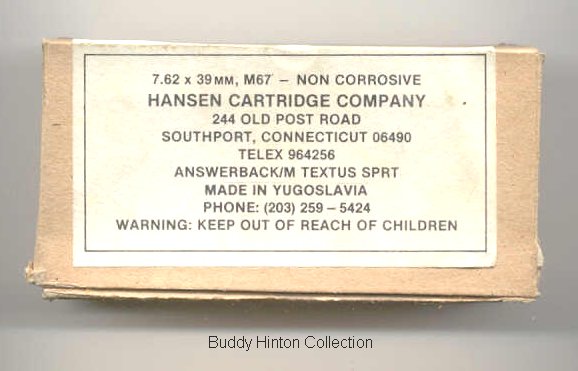 7.62 x 39MM, M67 – NON CORROSIVE
HANSEN CARTRIDGE COMPANY
244 OLD POST ROAD
SOUTHPORT, CONNECTICUT 06490
TELEX 964256
ANSWERBACK/M TEXTUS SPRT
MADE IN YUGOSLAVIA
PHONE: (203) 259 – 5424
WARNING: KEEP OUT OF REACH OF CHILDREN
Buddy Hinton Collection